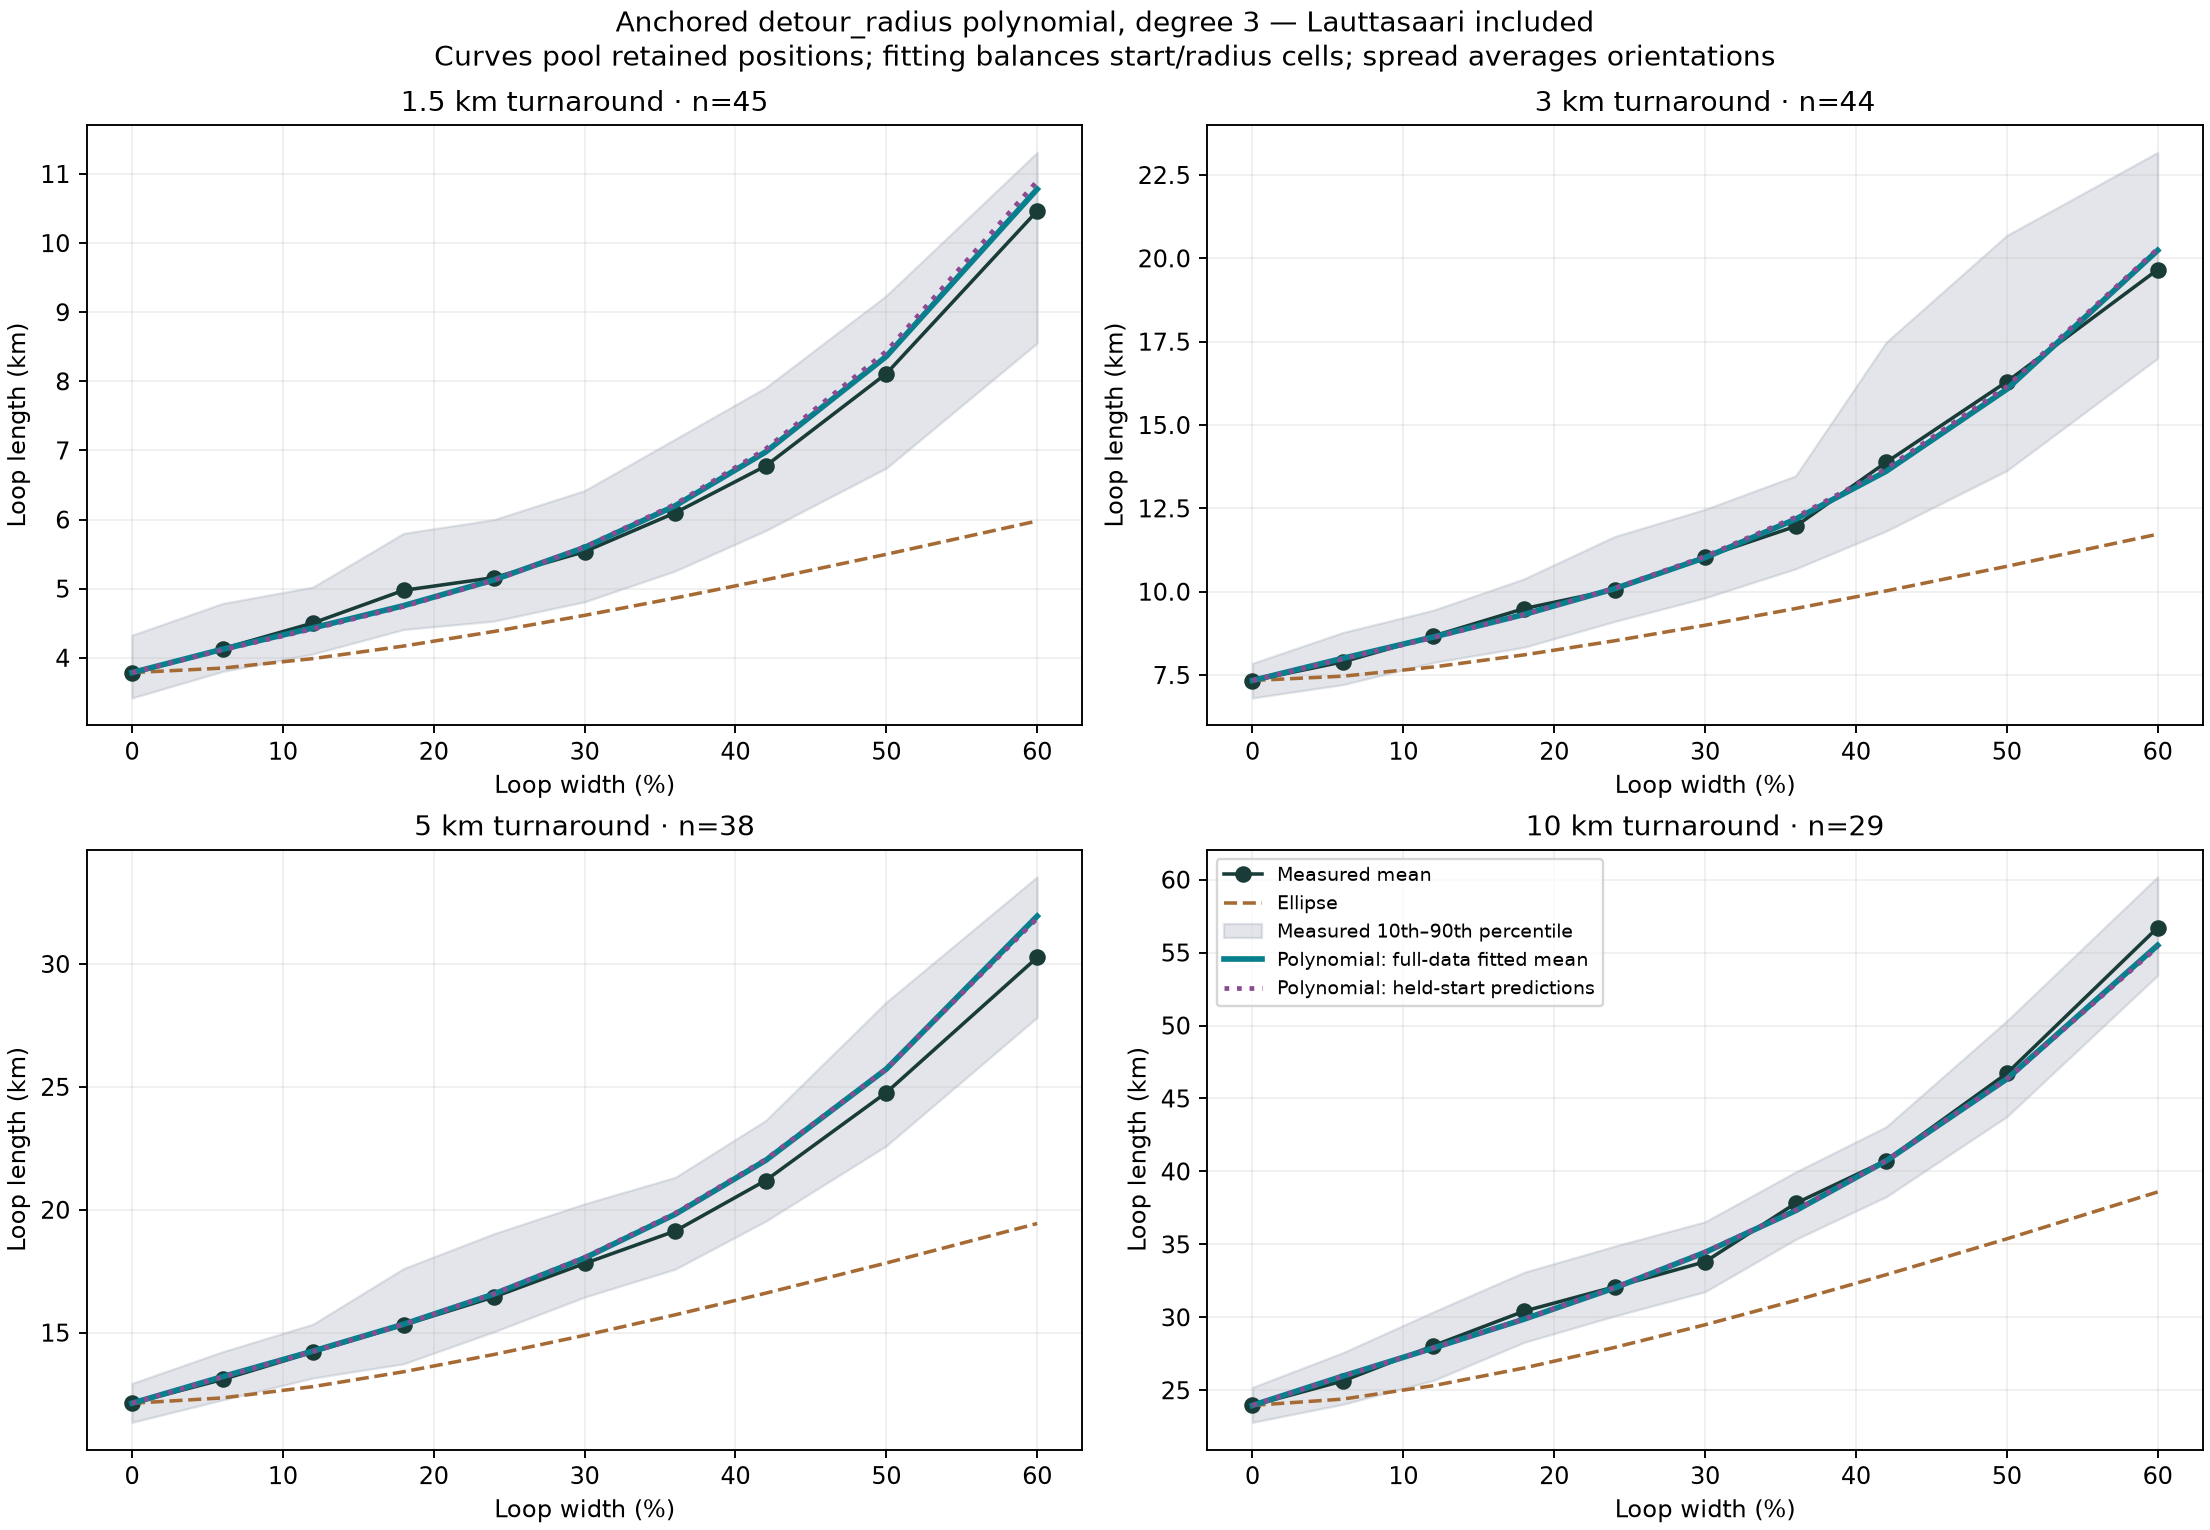 Anchored detour_radius polynomial, degree 3 — Lauttasaari included
Curves pool retained positions; fitting balances start/radius cells; spread averages orientations
1.5 km turnaround · n=45
Loop length (km)
11
10
9
8
7
6
5
4
0 10 20 30 40 50 60
Loop width (%)
3 km turnaround · n=44
Loop length (km)
22.5
20.0
17.5
15.0
12.5
10.0
7.5
0 10 20 30 40 50 60
Loop width (%)
5 km turnaround · n=38
Loop length (km)
30
25
20
15
0 10 20 30 40 50 60
Loop width (%)
10 km turnaround · n=29
Loop length (km)
60
55
50
45
40
35
30
25
Measured mean
Ellipse
Measured 10th–90th percentile
Polynomial: full-data fitted mean
Polynomial: held-start predictions
0 10 20 30 40 50 60
Loop width (%)